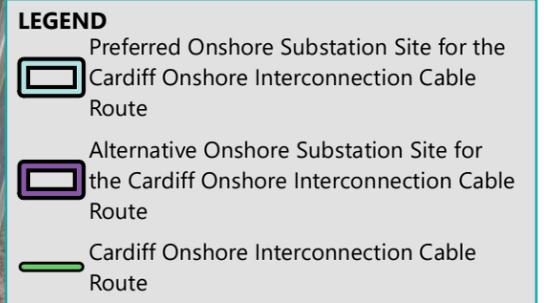 LEGEND
Preferred Onshore Substation Site for the
Cardiff Onshore Interconnection Cable
Route
Alternative Onshore Substation Site for
the Cardiff Onshore Interconnection Cable
Route
Cardiff Onshore Interconnection Cable
Route